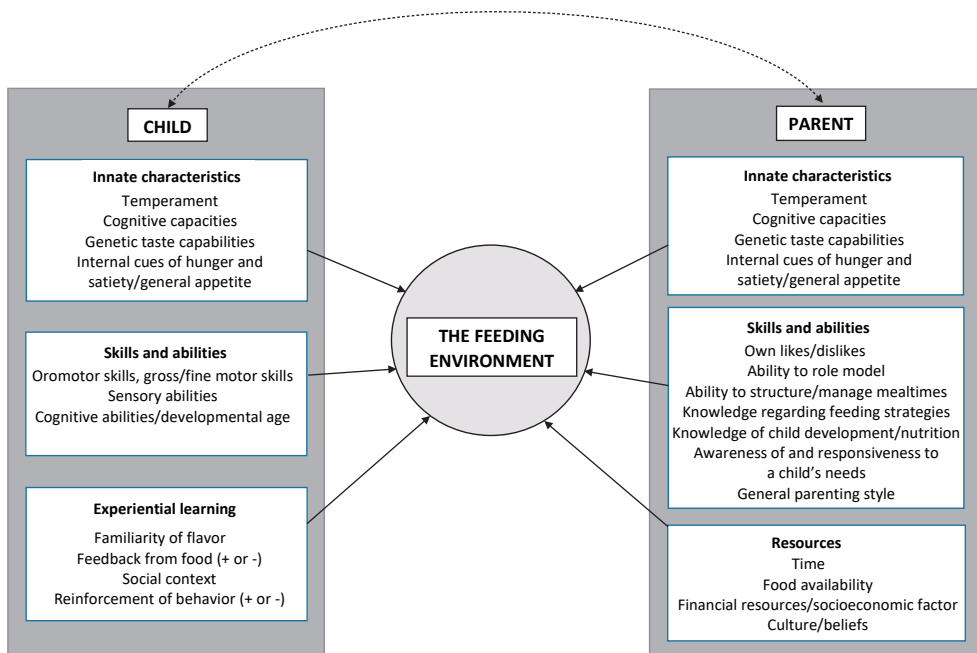 CHILD
Innate characteristics
Temperament
Cognitive capacities
Genetic taste capabilities
Internal cues of hunger and
satiety/general appetite
Skills and abilities
Oromotor skills, gross/fine motor skills
Sensory abilities
Cognitive abilities/developmental age
Experiential learning
Familiarity of flavor
Feedback from food (+ or -)
Social context
Reinforcement of behavior (+ or -)
THE FEEDING
ENVIRONMENT
PARENT
Innate characteristics
Temperament
Cognitive capacities
Genetic taste capabilities
Internal cues of hunger and
satiety/general appetite
Skills and abilities
Own likes/dislikes
Ability to role model
Ability to structure/manage mealtimes
Knowledge regarding feeding strategies
Knowledge of child development/nutrition
Awareness of and responsiveness to
a child's needs
General parenting style
Resources
Time
Food availability
Financial resources/socioeconomic factor
Culture/beliefs